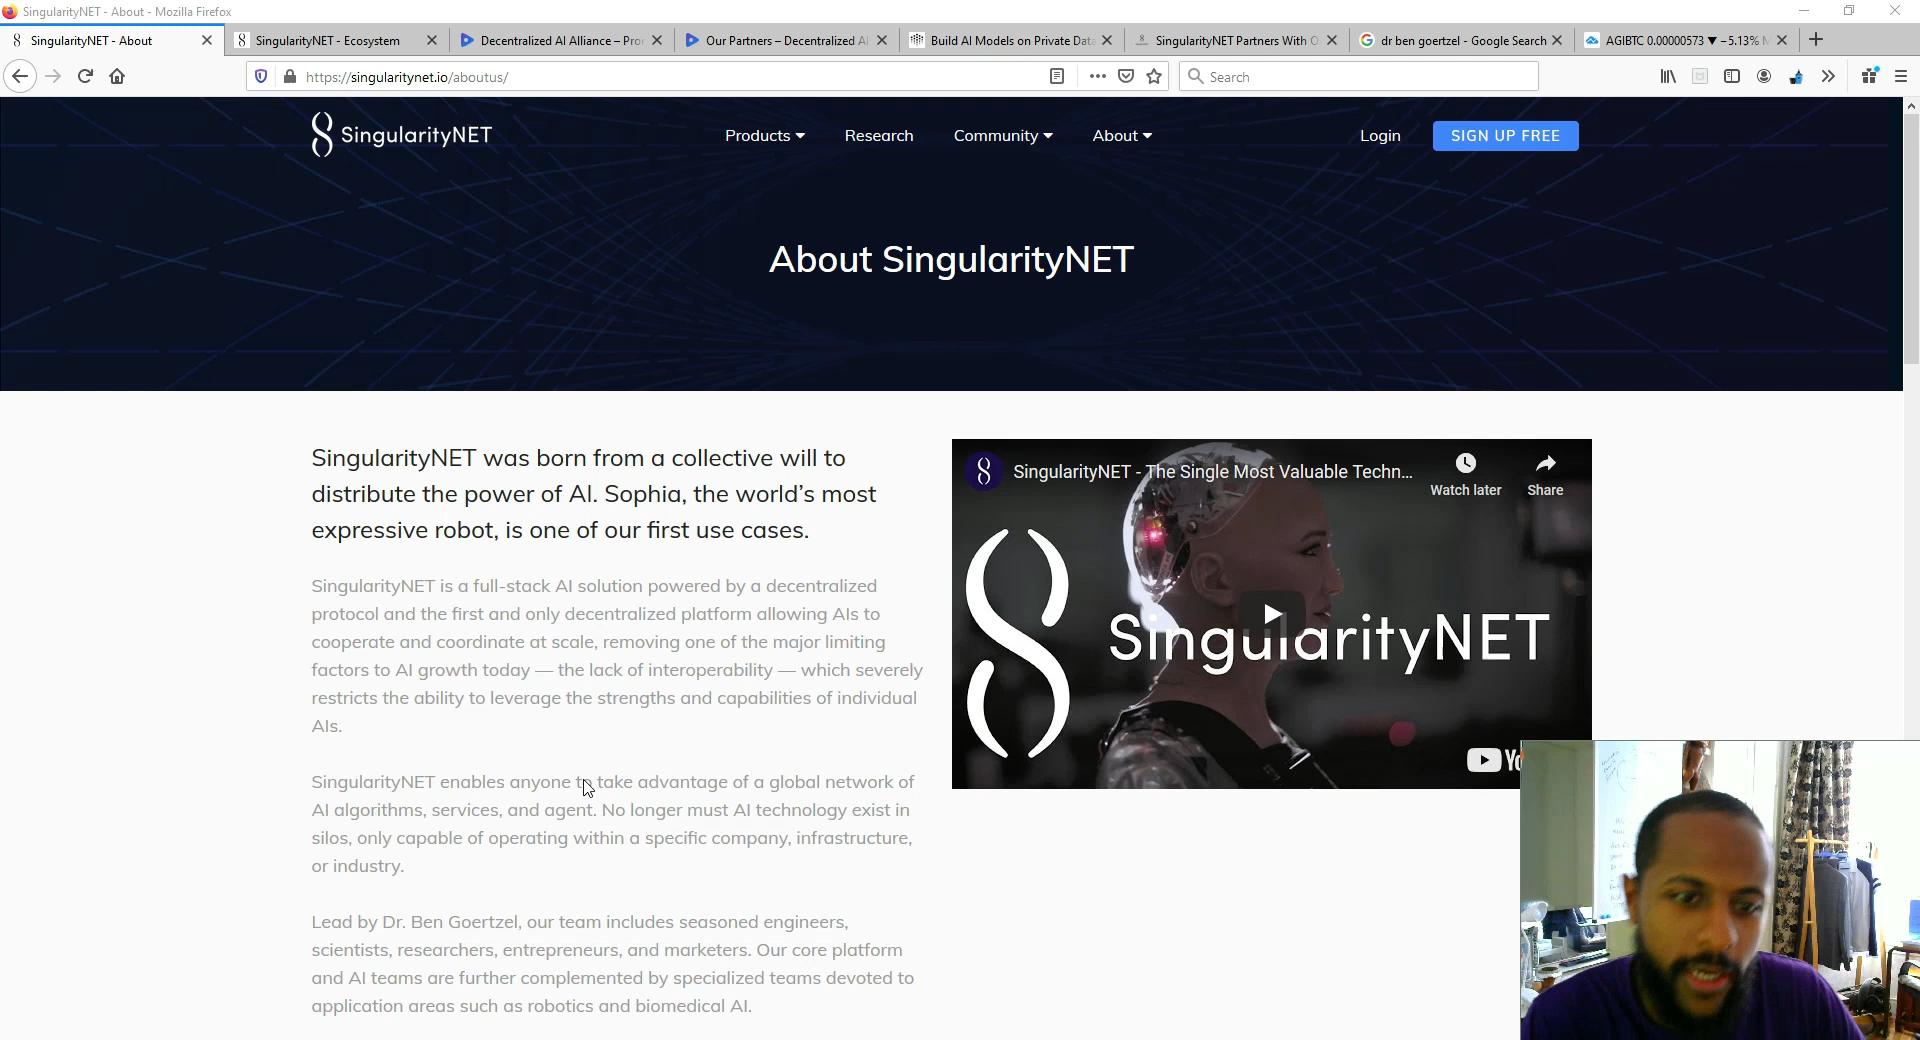 SingularityNET - About - Mozilla Firefox
SingularityNET - About
SingularityNET - Ecosystem
Decentralized AI Alliance – Pro
Our Partners – Decentralized A
Build AI Models on Private Data
SingularityNET Partners With O
dr ben goertzel - Google Search
AGIBTC 0.00000573 ▼ −5.13%
https://singularitynet.io/aboutus/
Search
SingularityNET
Products
Research
Community
About
Login
SIGN UP FREE
About SingularityNET
SingularityNET was born from a collective will to
distribute the power of AI. Sophia, the world's most
expressive robot, is one of our first use cases.
SingularityNET is a full-stack AI solution powered by a decentralized
protocol and the first and only decentralized platform allowing AIs to
cooperate and coordinate at scale, removing one of the major limiting
factors to AI growth today — the lack of interoperability — which severely
restricts the ability to leverage the strengths and capabilities of individual
AIs.
SingularityNET enables anyone to take advantage of a global network of
AI algorithms, services, and agent. No longer must AI technology exist in
silos, only capable of operating within a specific company, infrastructure,
or industry.
Lead by Dr. Ben Goertzel, our team includes seasoned engineers,
scientists, researchers, entrepreneurs, and marketers. Our core platform
and AI teams are further complemented by specialized teams devoted to
application areas such as robotics and biomedical AI.
SingularityNET - The Single Most Valuable Techn...
Watch later
Share
SingularityNET